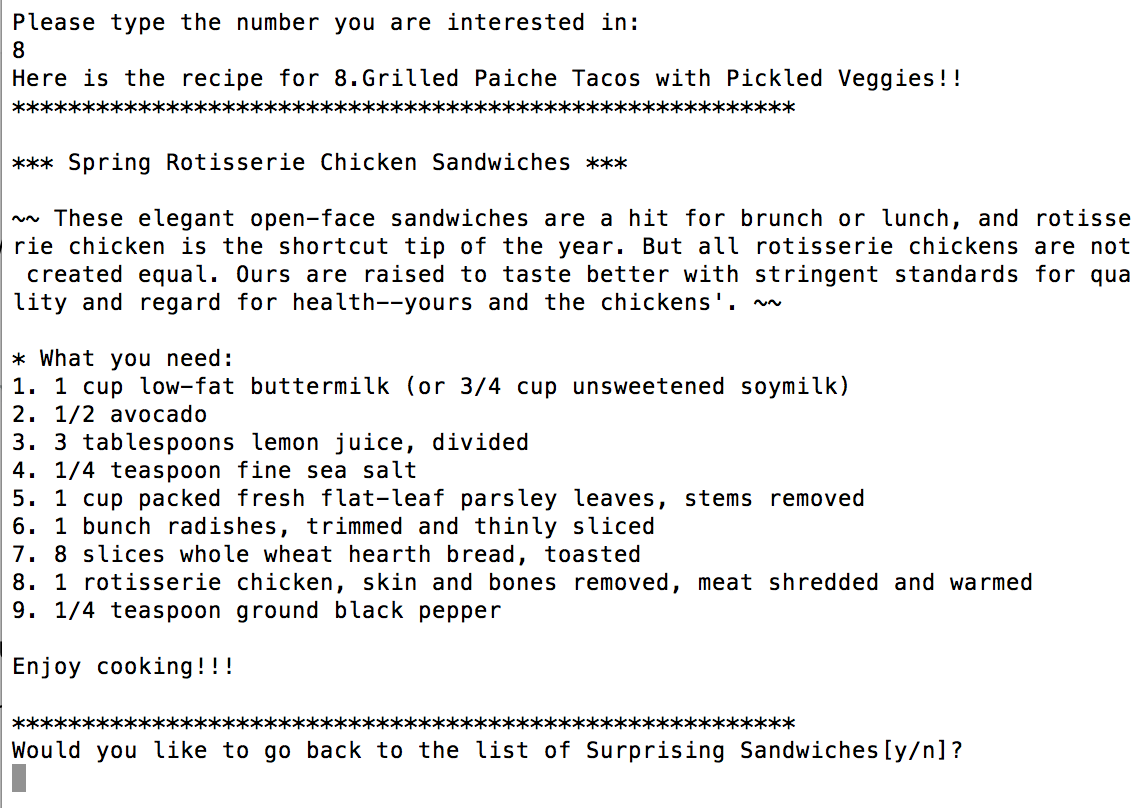 Please type the number you are interested in:
8
Here is the recipe for 8.Grilled Paiche Tacos with Pickled Veggies!!
********************************************************
*** Spring Rotisserie Chicken Sandwiches ***
~~ These elegant open-face sandwiches are a hit for brunch or lunch, and rotisse
rie chicken is the shortcut tip of the year. But all rotisserie chickens are not
 created equal. Ours are raised to taste better with stringent standards for qua
lity and regard for health--yours and the chickens'. ~~
* What you need:
1. 1 cup low-fat buttermilk (or 3/4 cup unsweetened soymilk)
2. 1/2 avocado
3. 3 tablespoons lemon juice, divided
4. 1/4 teaspoon fine sea salt
5. 1 cup packed fresh flat-leaf parsley leaves, stems removed
6. 1 bunch radishes, trimmed and thinly sliced
7. 8 slices whole wheat hearth bread, toasted
8. 1 rotisserie chicken, skin and bones removed, meat shredded and warmed
9. 1/4 teaspoon ground black pepper
Enjoy cooking!!!
********************************************************
Would you like to go back to the list of Surprising Sandwiches[y/n]?